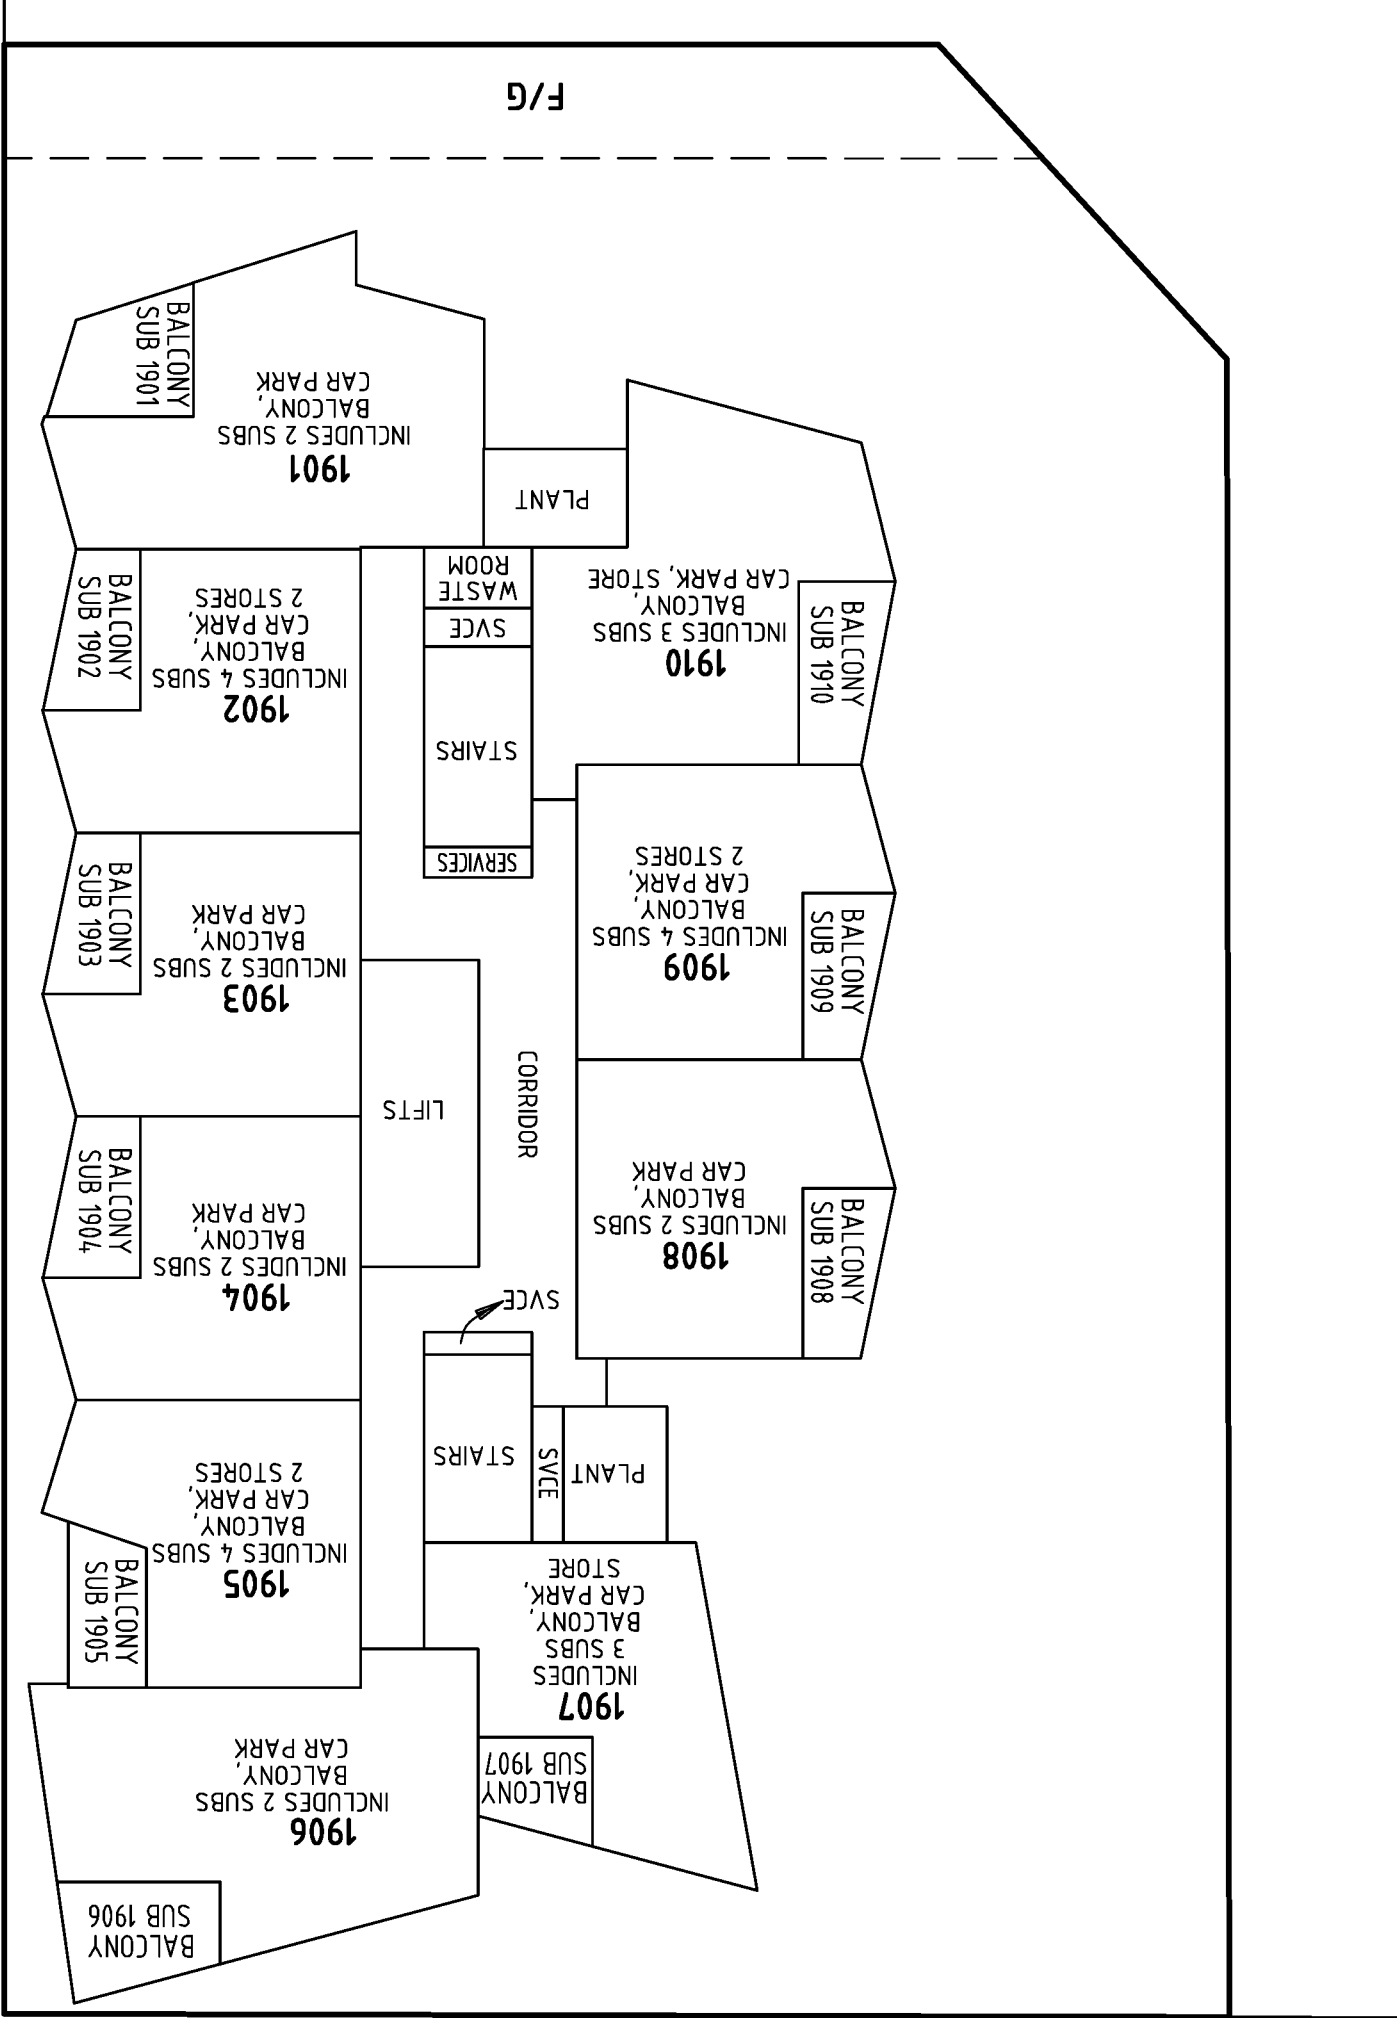 BALCONY
SUB 1906
1906
INCLUDES 2 SUBS
BALCONY,
CAR PARK
BALCONY
SUB 1907
1907
INCLUDES
3 SUBS
BALCONY,
CAR PARK,
STORE
BALCONY
SUB 1905
1905
INCLUDES 4 SUBS
BALCONY,
CAR PARK,
2 STORES
PLANT
SVCE
STAIRS
SVCE
BALCONY
SUB 1908
1908
INCLUDES 2 SUBS
BALCONY,
CAR PARK
CORRIDOR
LIFTS
1904
INCLUDES 2 SUBS
BALCONY,
CAR PARK
BALCONY
SUB 1904
BALCONY
SUB 1909
1909
INCLUDES 4 SUBS
BALCONY,
CAR PARK,
2 STORES
1903
INCLUDES 2 SUBS
BALCONY,
CAR PARK
BALCONY
SUB 1903
SERVICES
STAIRS
SVCE
WASTE
ROOM
BALCONY
SUB 1910
1910
INCLUDES 3 SUBS
BALCONY,
CAR PARK, STORE
1902
INCLUDES 4 SUBS
BALCONY,
CAR PARK,
2 STORES
BALCONY
SUB 1902
PLANT
1901
INCLUDES 2 SUBS
BALCONY,
CAR PARK
BALCONY
SUB 1901
F/G